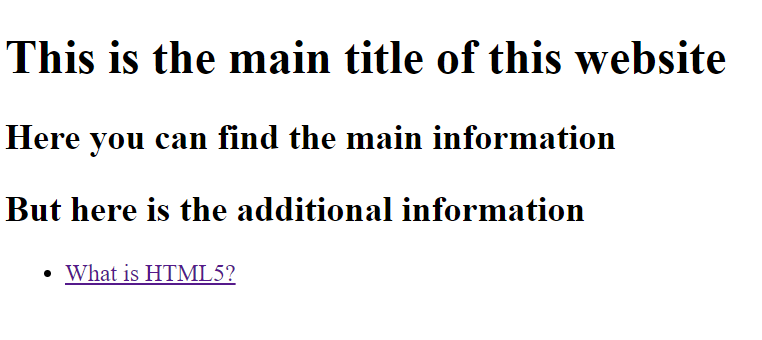 This is the main title of this website
Here you can find the main information
But here is the additional information
What is HTML5?